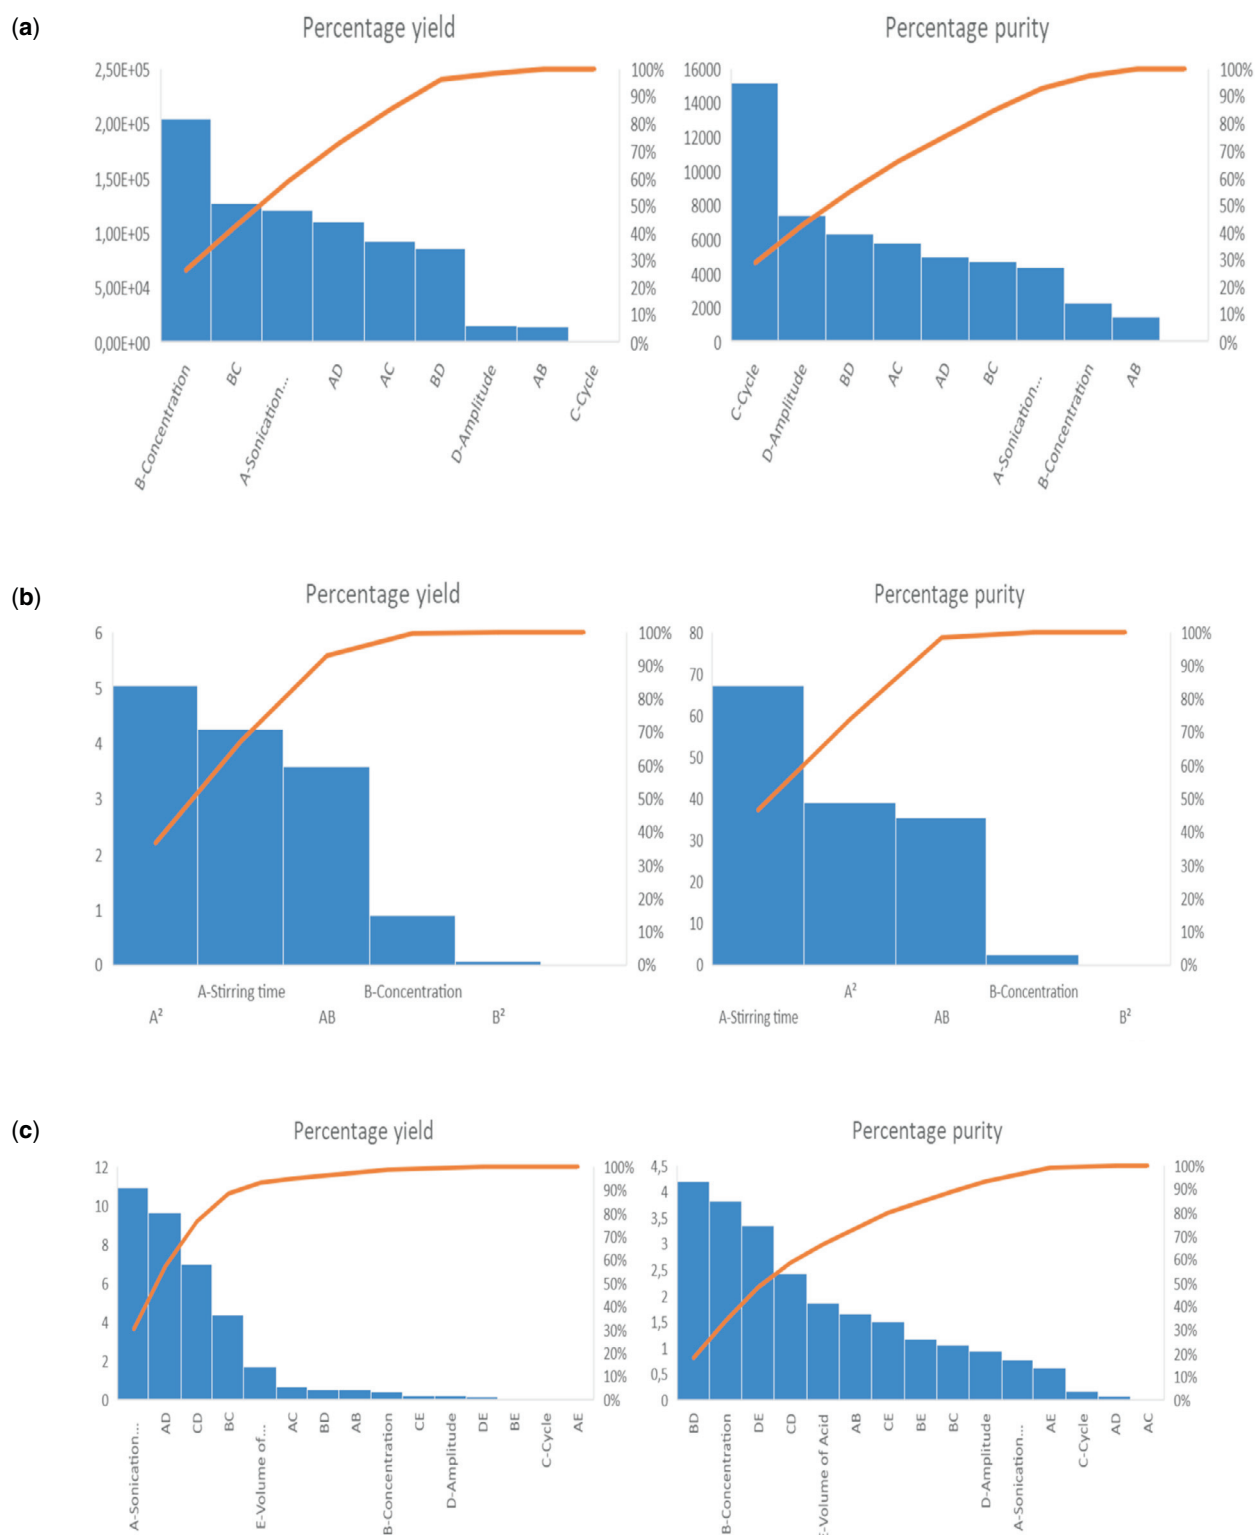 (a)
Percentage yield
2,50E+05
2,00E+05
1,50E+05
1,00E+05
5,00E+04
0,00E+00
100%
90%
80%
70%
60%
50%
40%
30%
20%
10%
0%
B-Concentration
BC
A-Sonication...
AD
AC
BD
D-Amplitude
AB
C-Cycle
Percentage purity
16000
14000
12000
10000
8000
6000
4000
2000
0
100%
90%
80%
70%
60%
50%
40%
30%
20%
10%
0%
C-Cycle
D-Amplitude
BD
AC
AD
BC
A-Sonication...
B-Concentration
AB
(b)
Percentage yield
6
5
4
3
2
1
0
100%
90%
80%
70%
60%
50%
40%
30%
20%
10%
0%
A-Stirring time B-Concentration
A² AB B²
Percentage purity
80
70
60
50
40
30
20
10
0
100%
90%
80%
70%
60%
50%
40%
30%
20%
10%
0%
A² B-Concentration
A-Stirring time AB B²
(c)
Percentage yield
12
10
8
6
4
2
0
100%
90%
80%
70%
60%
50%
40%
30%
20%
10%
0%
A-Sonication...
AD
CD
BC
E-Volume of...
AC
BD
AB
B-Concentration
CE
D-Amplitude
DE
BE
C-Cycle
AE
Percentage purity
4,5
4
3,5
3
2,5
2
1,5
1
0,5
0
100%
90%
80%
70%
60%
50%
40%
30%
20%
10%
0%
BD
B-Concentration
DE
CD
E-Volume of Acid
AB
CE
BE
BC
D-Amplitude
A-Sonication...
AE
C-Cycle
AD
AC